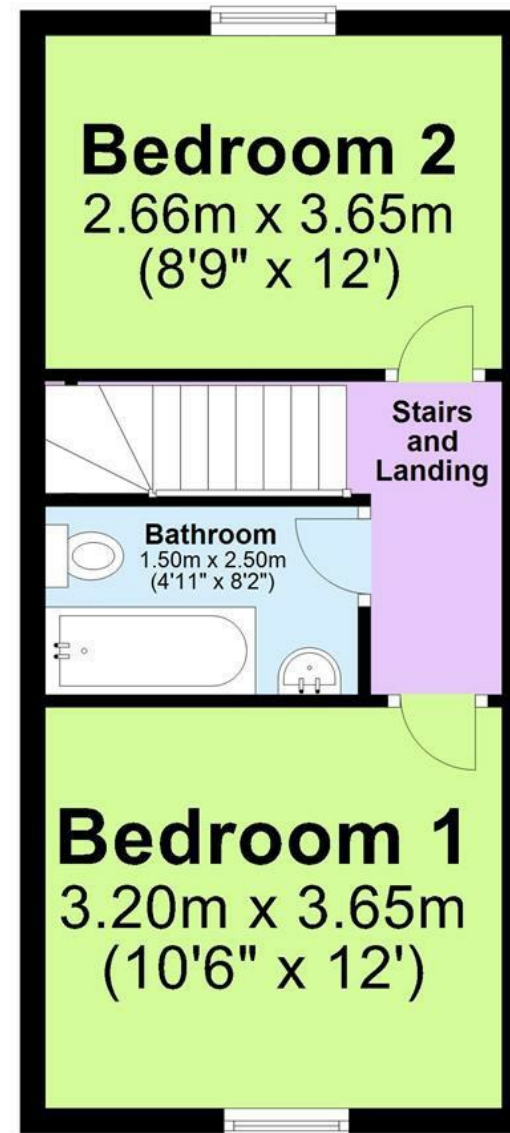 Bedroom 2
2.66m x 3.65m
(8'9" x 12')
Stairs
and
Landing
Bathroom
1.50m x 2.50m
(4'11" x 8'2")
Bedroom 1
3.20m x 3.65m
(10'6" x 12')